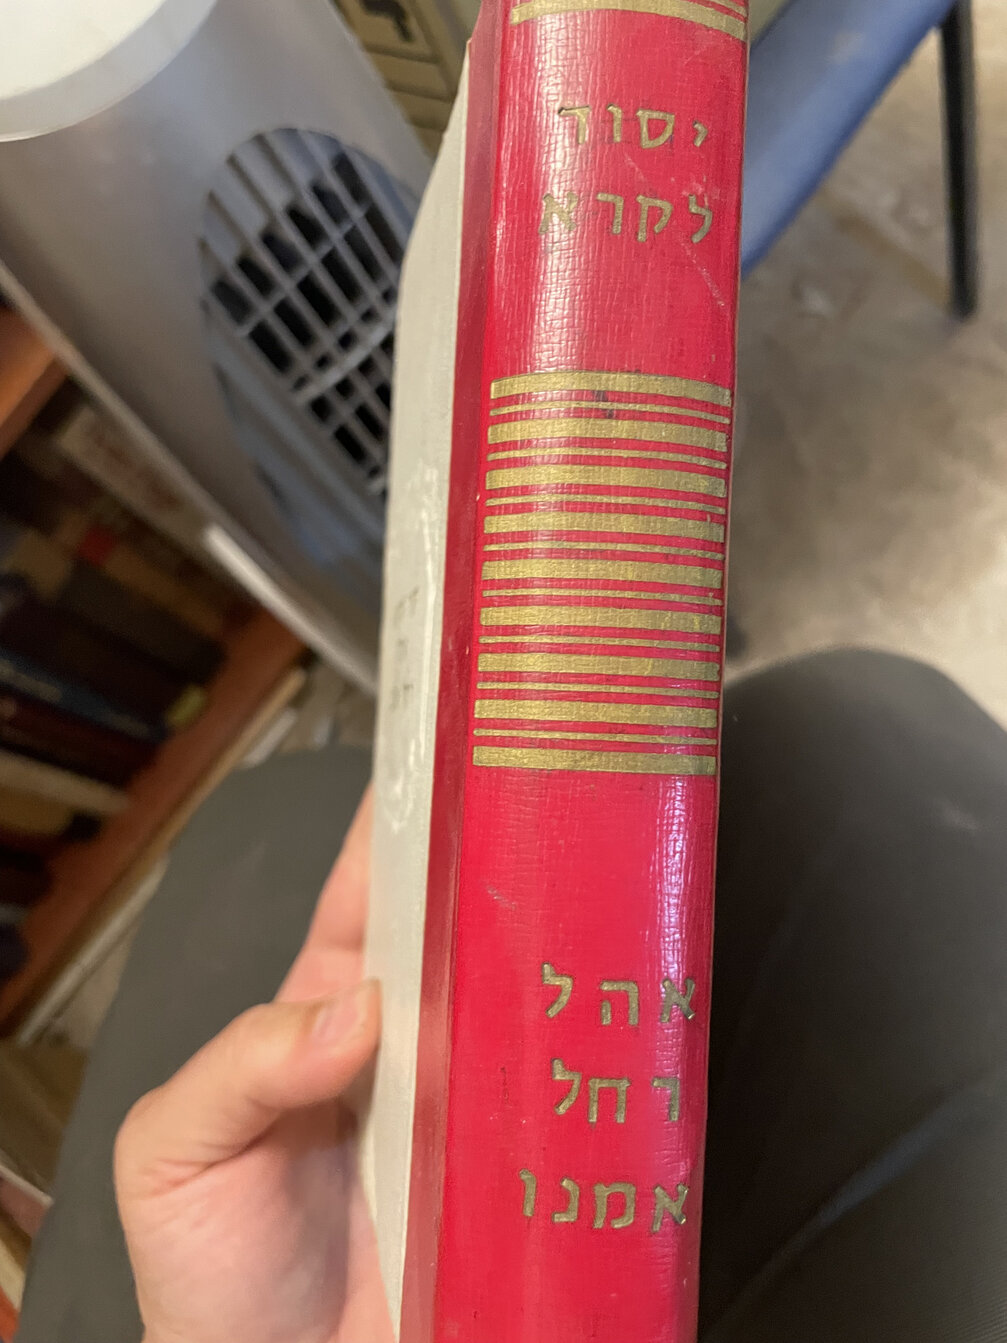 יסוד
לקרא
אהל
רחל
אמנו